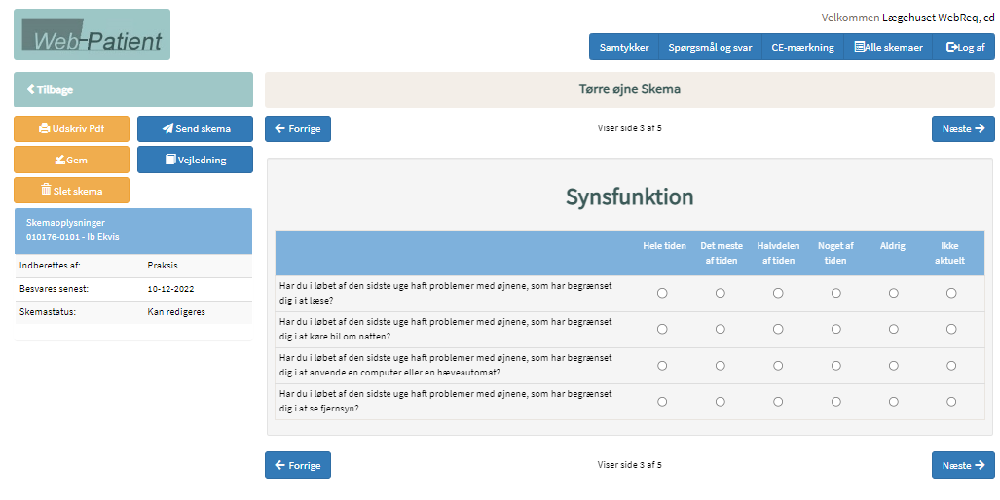 Web-Patient
Velkommen Lægehuset WebReq, cd
Samtykker Spørgsmål og svar CE-mærkning Alle skemaer Log af
Tilbage
Tørre øjne Skema
Udskriv Pdf Send skema
Gem Vejledning
Slet skema
Skemaoplysninger
010176-0101 - Ib Ekvis
Indberettes af: Praksis
Besvares senest: 10-12-2022
Skemastatus: Kan redigeres
Forrige Viser side 3 af 5 Næste
Synsfunktion
Hele tiden Det meste Halvdelen Noget af Aldrig Ikke
af tiden af tiden tiden aktuelt
Har du i løbet af den sidste uge haft problemer med øjnene, som har begrænset
dig i at læse?
Har du i løbet af den sidste uge haft problemer med øjnene, som har begrænset
dig i at køre bil om natten?
Har du i løbet af den sidste uge haft problemer med øjnene, som har begrænset
dig i at anvende en computer eller en hæveautomat?
Har du i løbet af den sidste uge haft problemer med øjnene, som har begrænset
dig i at se fjernsyn?
Forrige Viser side 3 af 5 Næste